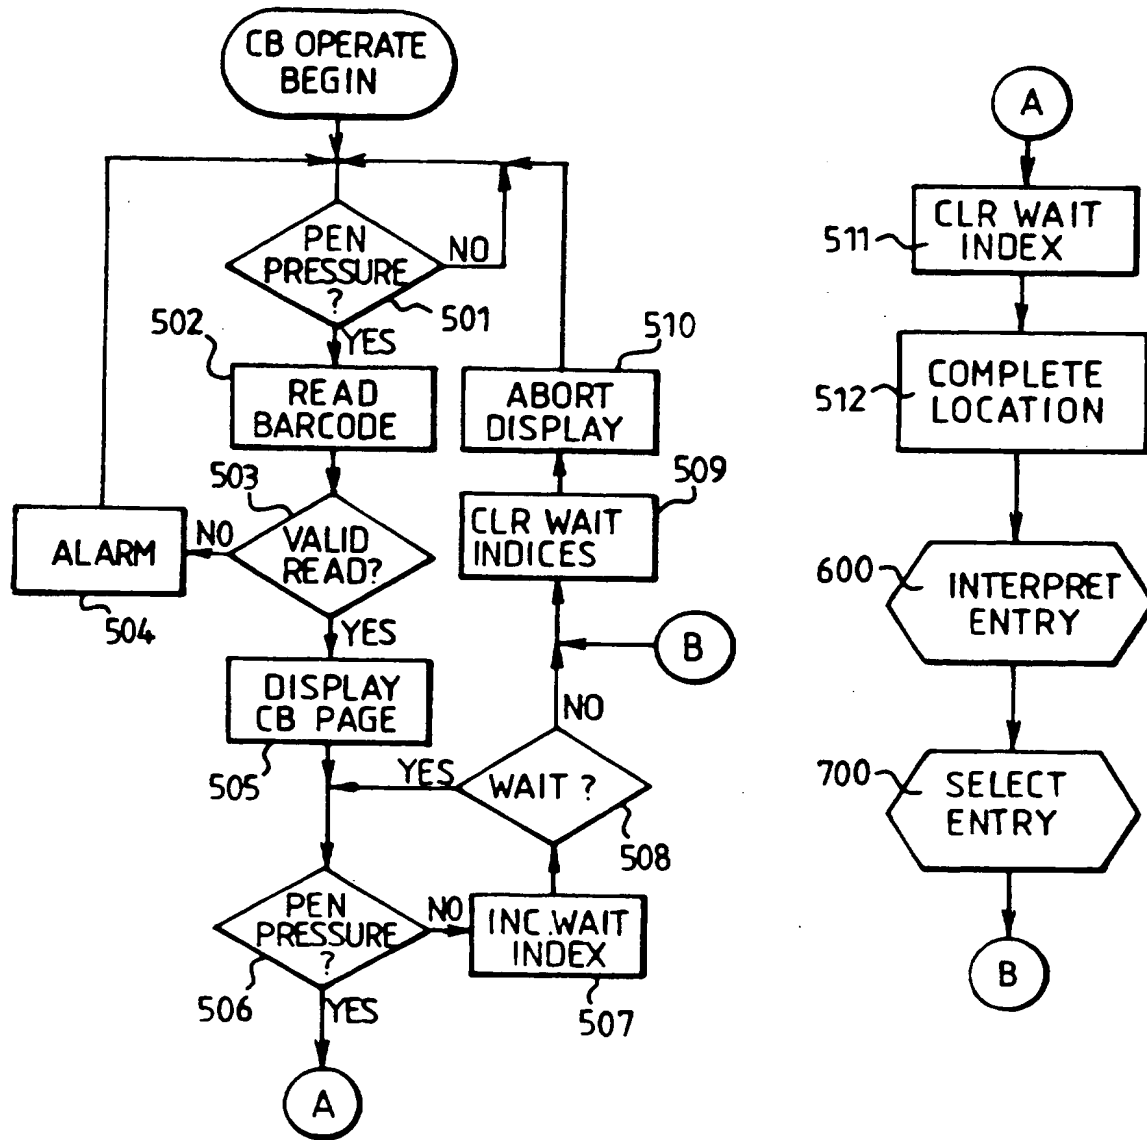 CB OPERATE
BEGIN
PEN
PRESSURE
?
NO
501
YES
502
READ
BARCODE
503
VALID
READ?
NO
ALARM
504
YES
DISPLAY
CB PAGE
505
PEN
PRESSURE
?
506
NO
YES
A
INC.WAIT
INDEX
507
WAIT ?
508
YES
NO
B
CLR WAIT
INDICES
509
ABORT
DISPLAY
510
A
CLR WAIT
INDEX
511
COMPLETE
LOCATION
512
INTERPRET
ENTRY
600
SELECT
ENTRY
700
B